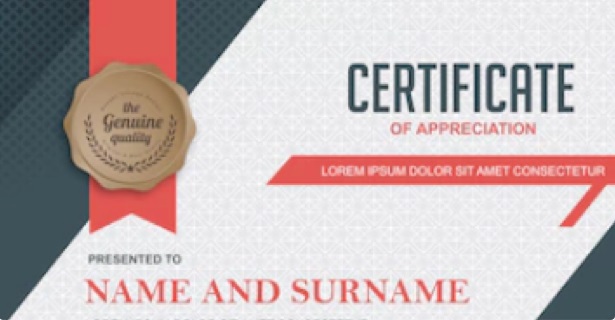 the
Genuine
quality
CERTIFICATE
OF APPRECIATION
LOREM IPSUM DOLOR SIT AMET CONSECTETUR
PRESENTED TO
NAME AND SURNAME